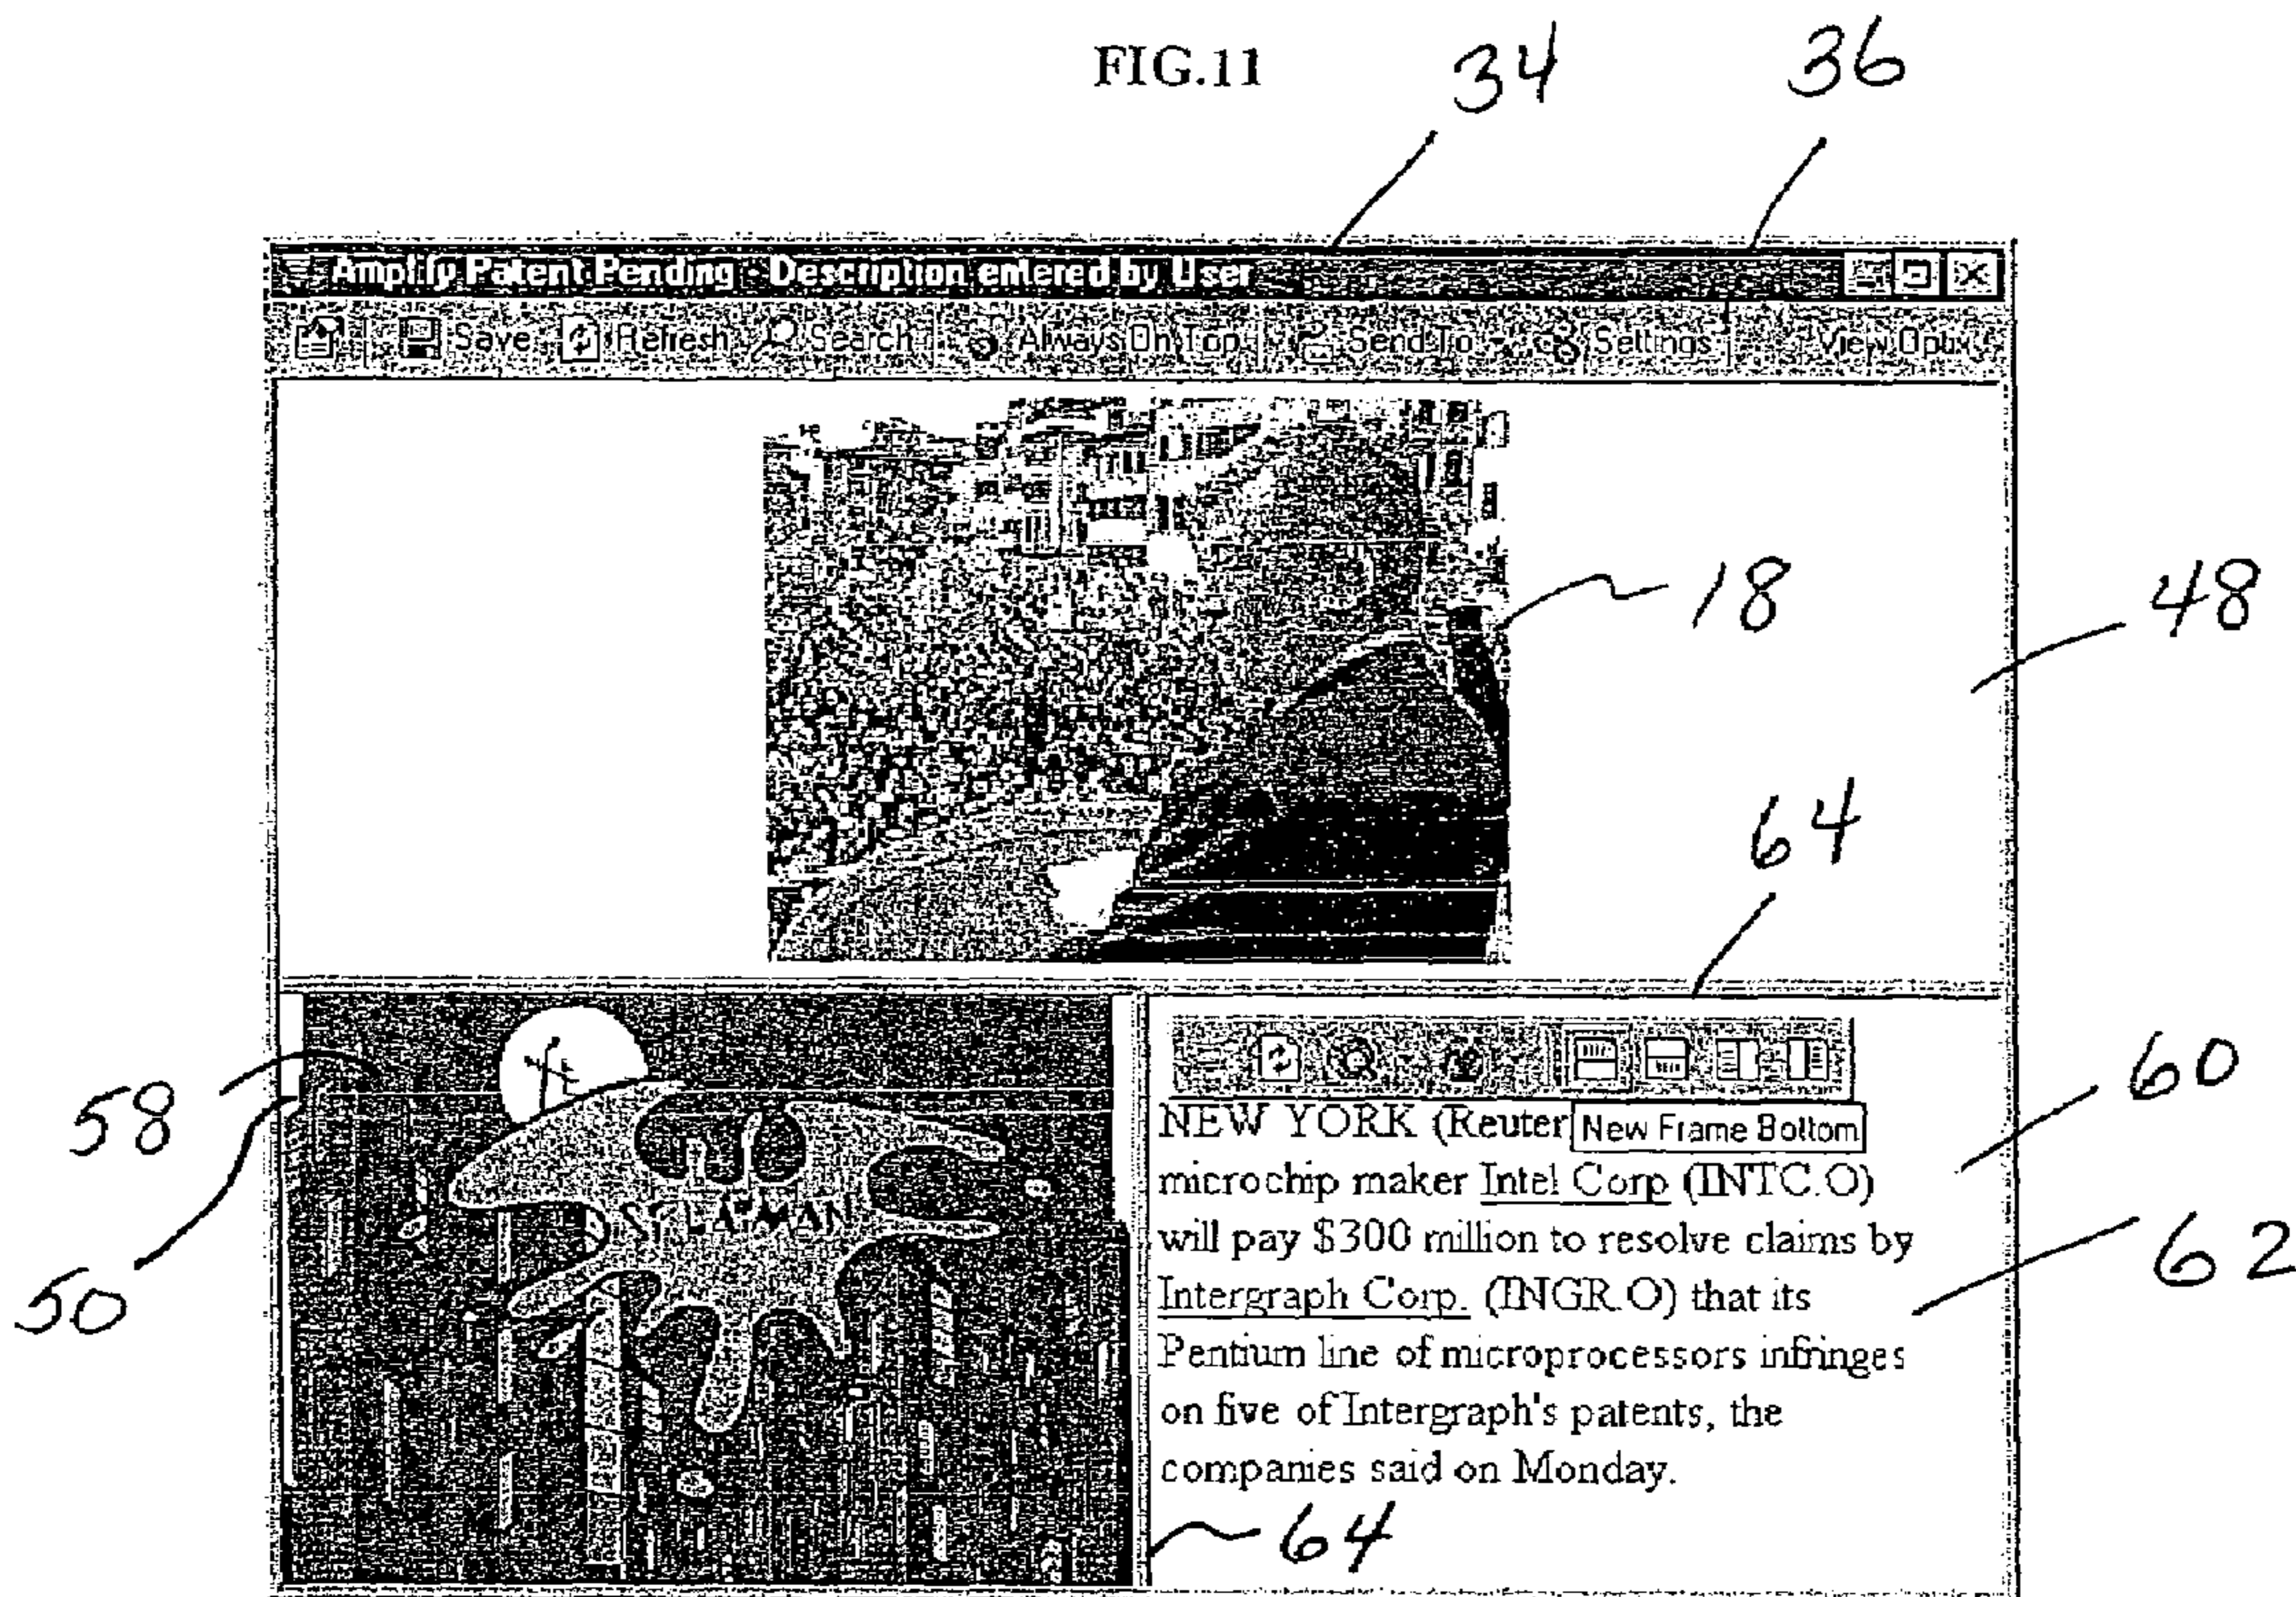 FIG.11
34
36
Amplify Patent Pending - Description entered by User
Save Refresh Search Always On Top Send To Settings View Opti
18
48
64
58
50
60
62
SPLATMAN
New Frame Bottom
NEW YORK (Reuter
microchip maker Intel Corp (INTC.O)
will pay $300 million to resolve claims by
Intergraph Corp. (INGR.O) that its
Pentium line of microprocessors infringes
on five of Intergraph's patents, the
companies said on Monday.
64